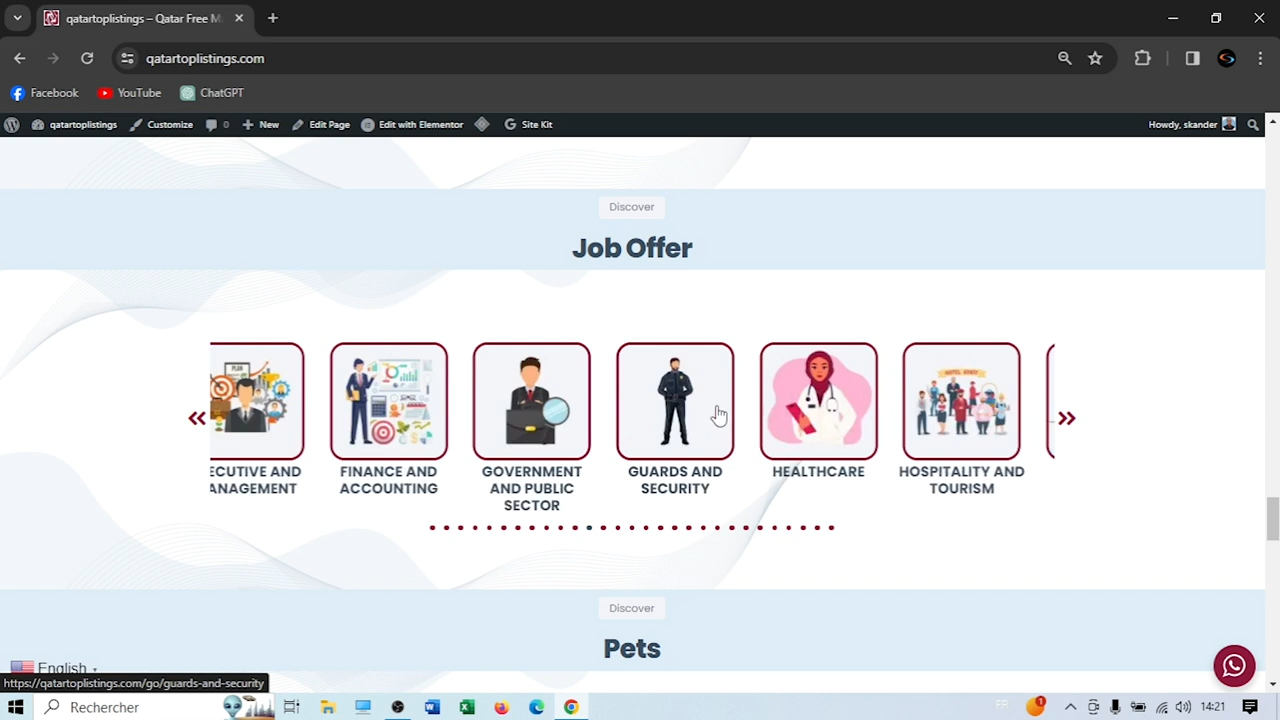 qatartoplistings – Qatar Free M
qatartoplistings.com
Facebook
YouTube
ChatGPT
qatartoplistings
Customize
0
New
Edit Page
Edit with Elementor
Site Kit
Howdy, skander
Discover
Job Offer
ECUTIVE AND
ANAGEMENT
FINANCE AND
ACCOUNTING
GOVERNMENT
AND PUBLIC
SECTOR
GUARDS AND
SECURITY
HEALTHCARE
HOSPITALITY AND
TOURISM
Discover
Pets
English
https://qatartoplistings.com/go/guards-and-security
Rechercher
1
14:21